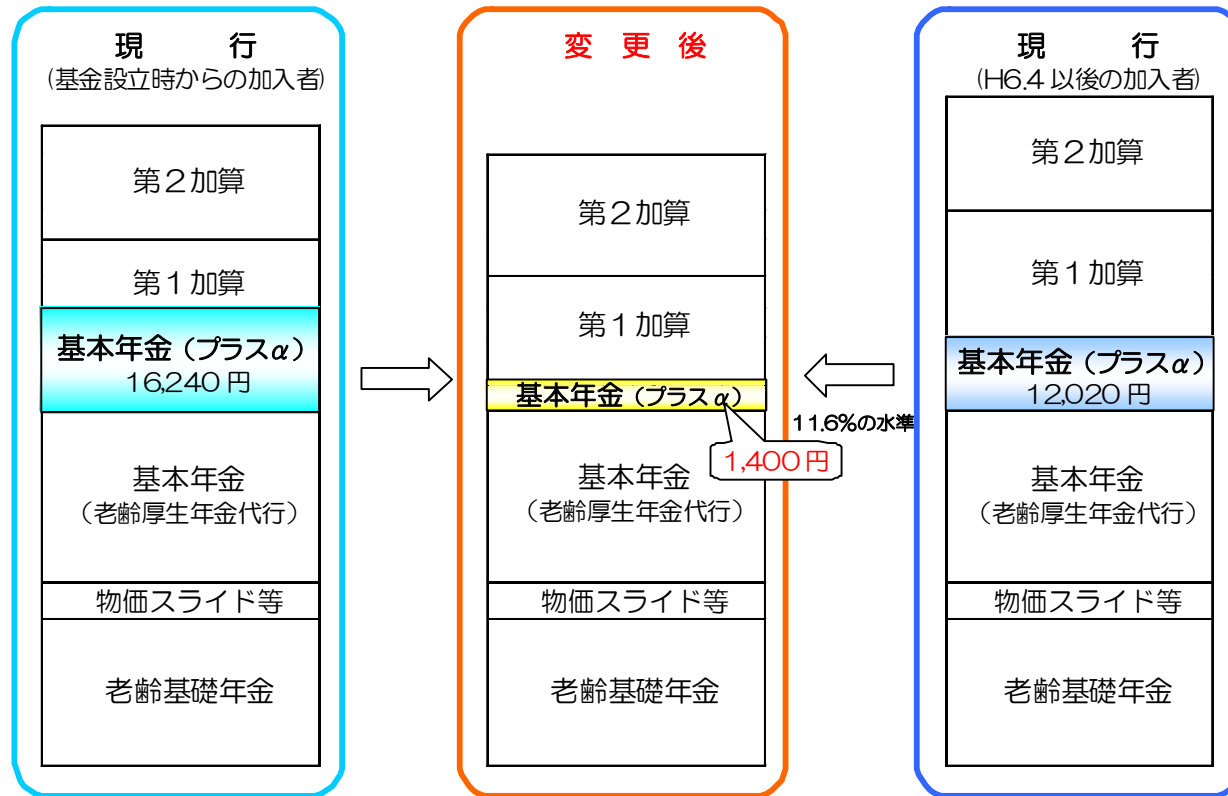 現 行
(基金設立時からの加入者)
第2加算
第1加算
基本年金（プラスα）
16,240円
基本年金
（老齢厚生年金代行）
物価スライド等
老齢基礎年金
変 更 後
第2加算
第1加算
基本年金（プラスα）
1,400円
基本年金
（老齢厚生年金代行）
物価スライド等
老齢基礎年金
11.6%の水準
現 行
(H6.4以後の加入者)
第2加算
第1加算
基本年金（プラスα）
12,020円
基本年金
（老齢厚生年金代行）
物価スライド等
老齢基礎年金